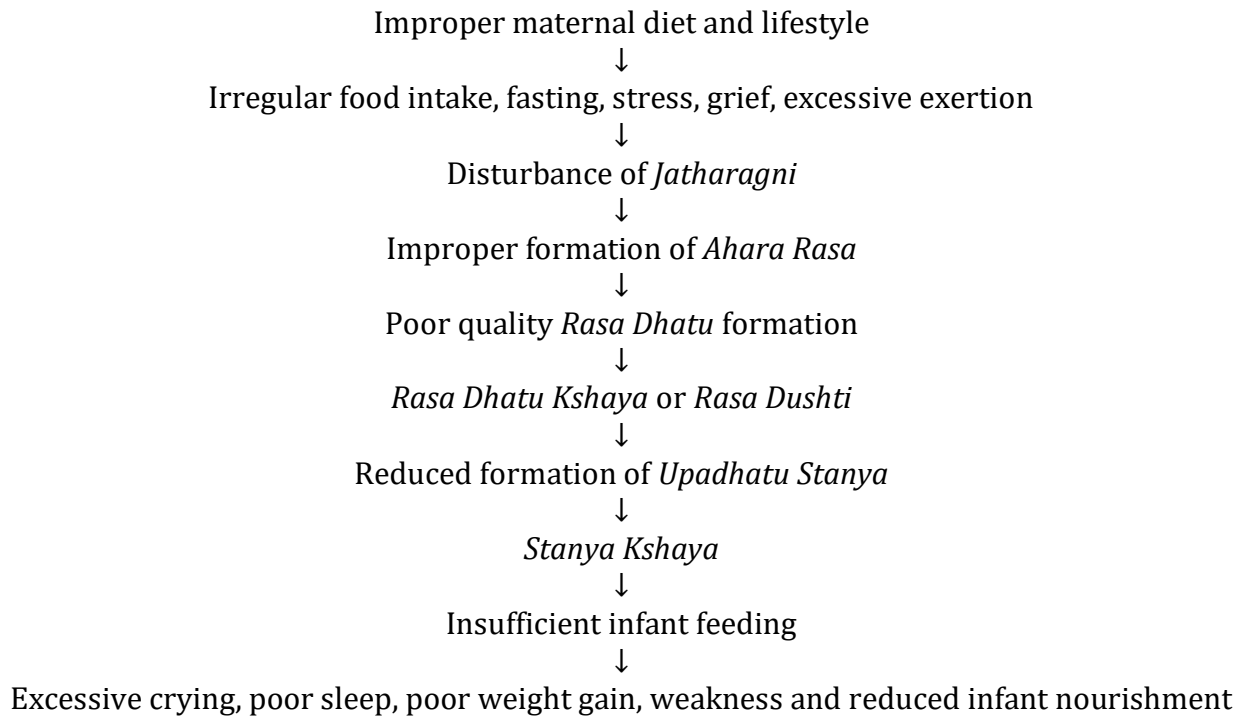 Improper maternal diet and lifestyle
↓
Irregular food intake, fasting, stress, grief, excessive exertion
↓
Disturbance of Jatharagni
↓
Improper formation of Ahara Rasa
↓
Poor quality Rasa Dhatu formation
↓
Rasa Dhatu Kshaya or Rasa Dushti
↓
Reduced formation of Upadhatu Stanya
↓
Stanya Kshaya
↓
Insufficient infant feeding
↓
Excessive crying, poor sleep, poor weight gain, weakness and reduced infant nourishment